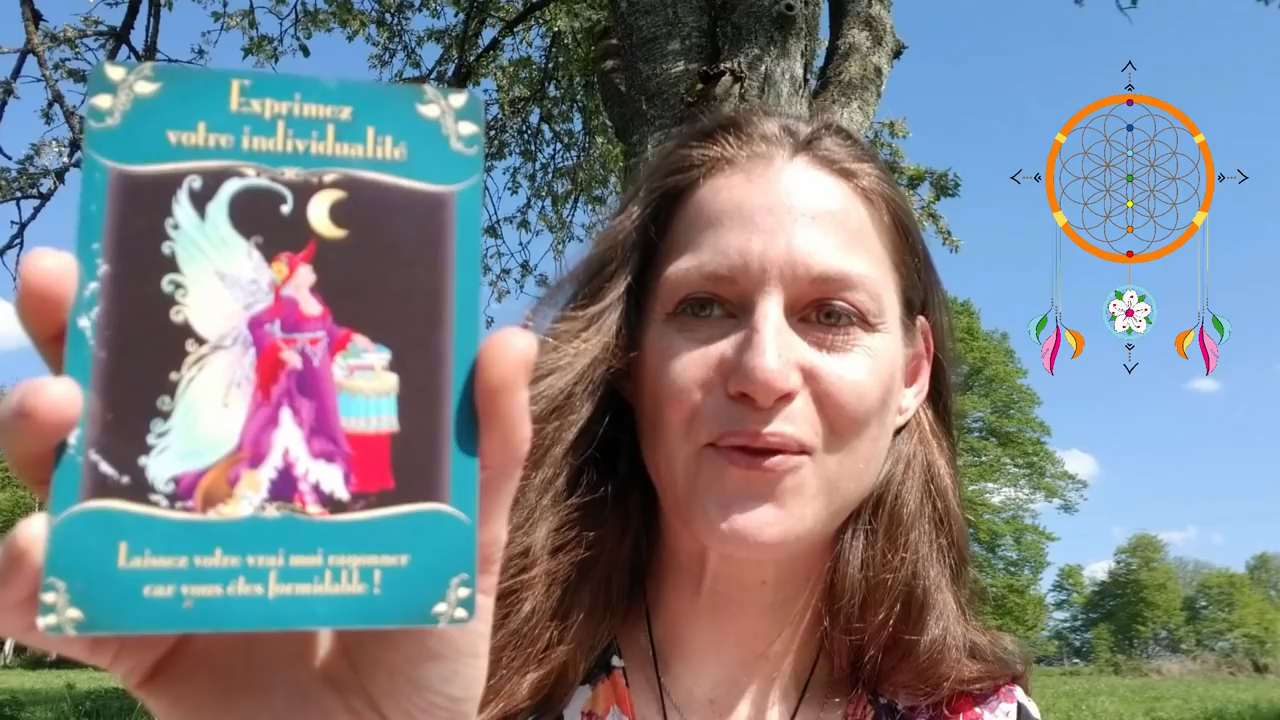 Exprimez
votre individualité
Laissez votre vrai moi rayonner
car vous êtes formidable !